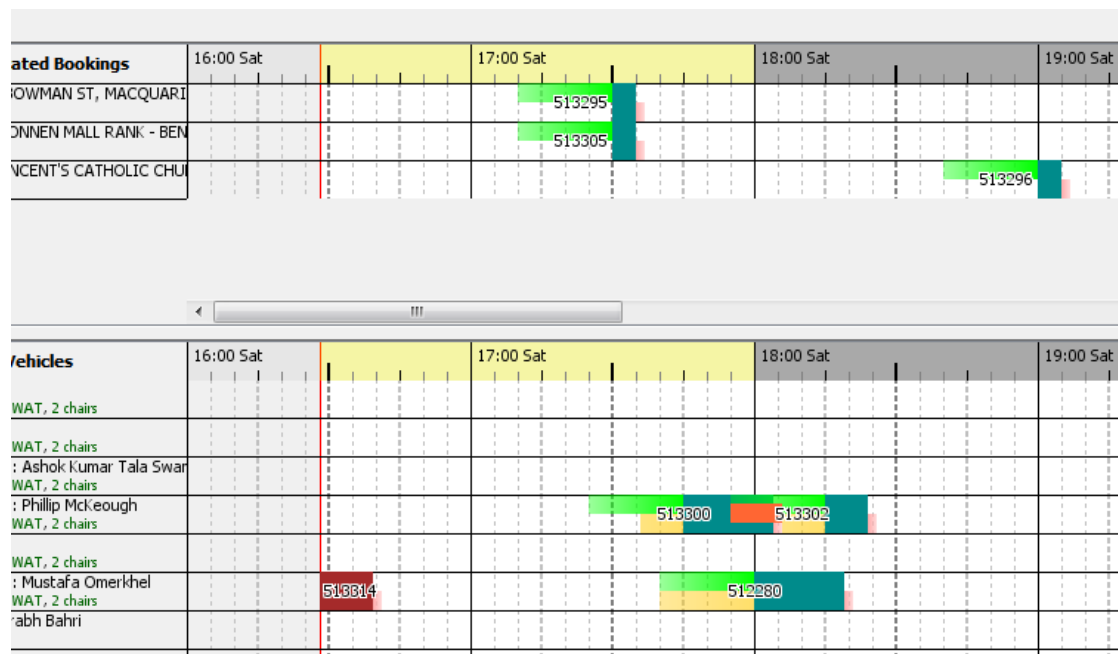 ated Bookings
16:00 Sat 17:00 Sat 18:00 Sat 19:00 Sat
BOWMAN ST, MACQUARI
513295
ONNEN MALL RANK - BEN
513305
NCENT'S CATHOLIC CHU
513296
Vehicles
16:00 Sat 17:00 Sat 18:00 Sat 19:00 Sat
WAT, 2 chairs
WAT, 2 chairs
: Ashok Kumar Tala Swar
WAT, 2 chairs
: Phillip McKeough
WAT, 2 chairs
513300 513302
WAT, 2 chairs
: Mustafa Omerkhel
WAT, 2 chairs
513314 512280
rabh Bahri